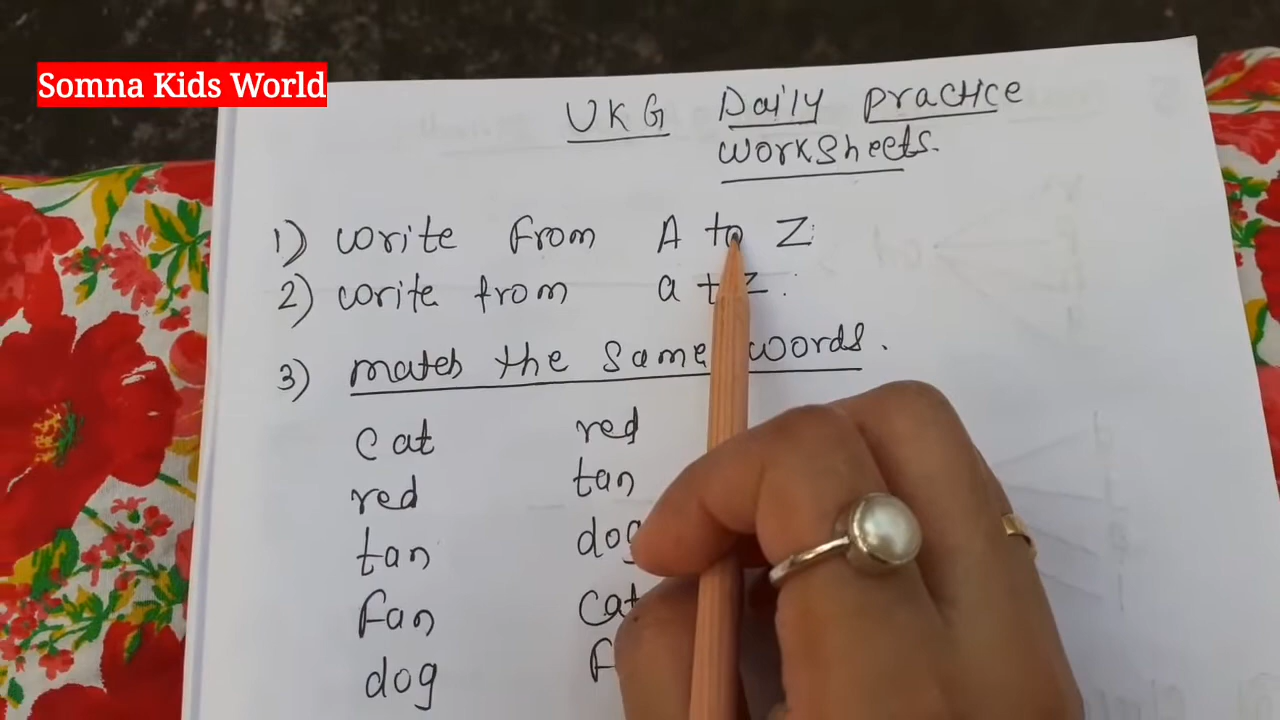 Somna Kids World
UKG Daily practice
worksheets.
1) write from A to Z.
2) write from a to z.
3) match the same words.
cat red
red tan
tan dog
fan cat
dog